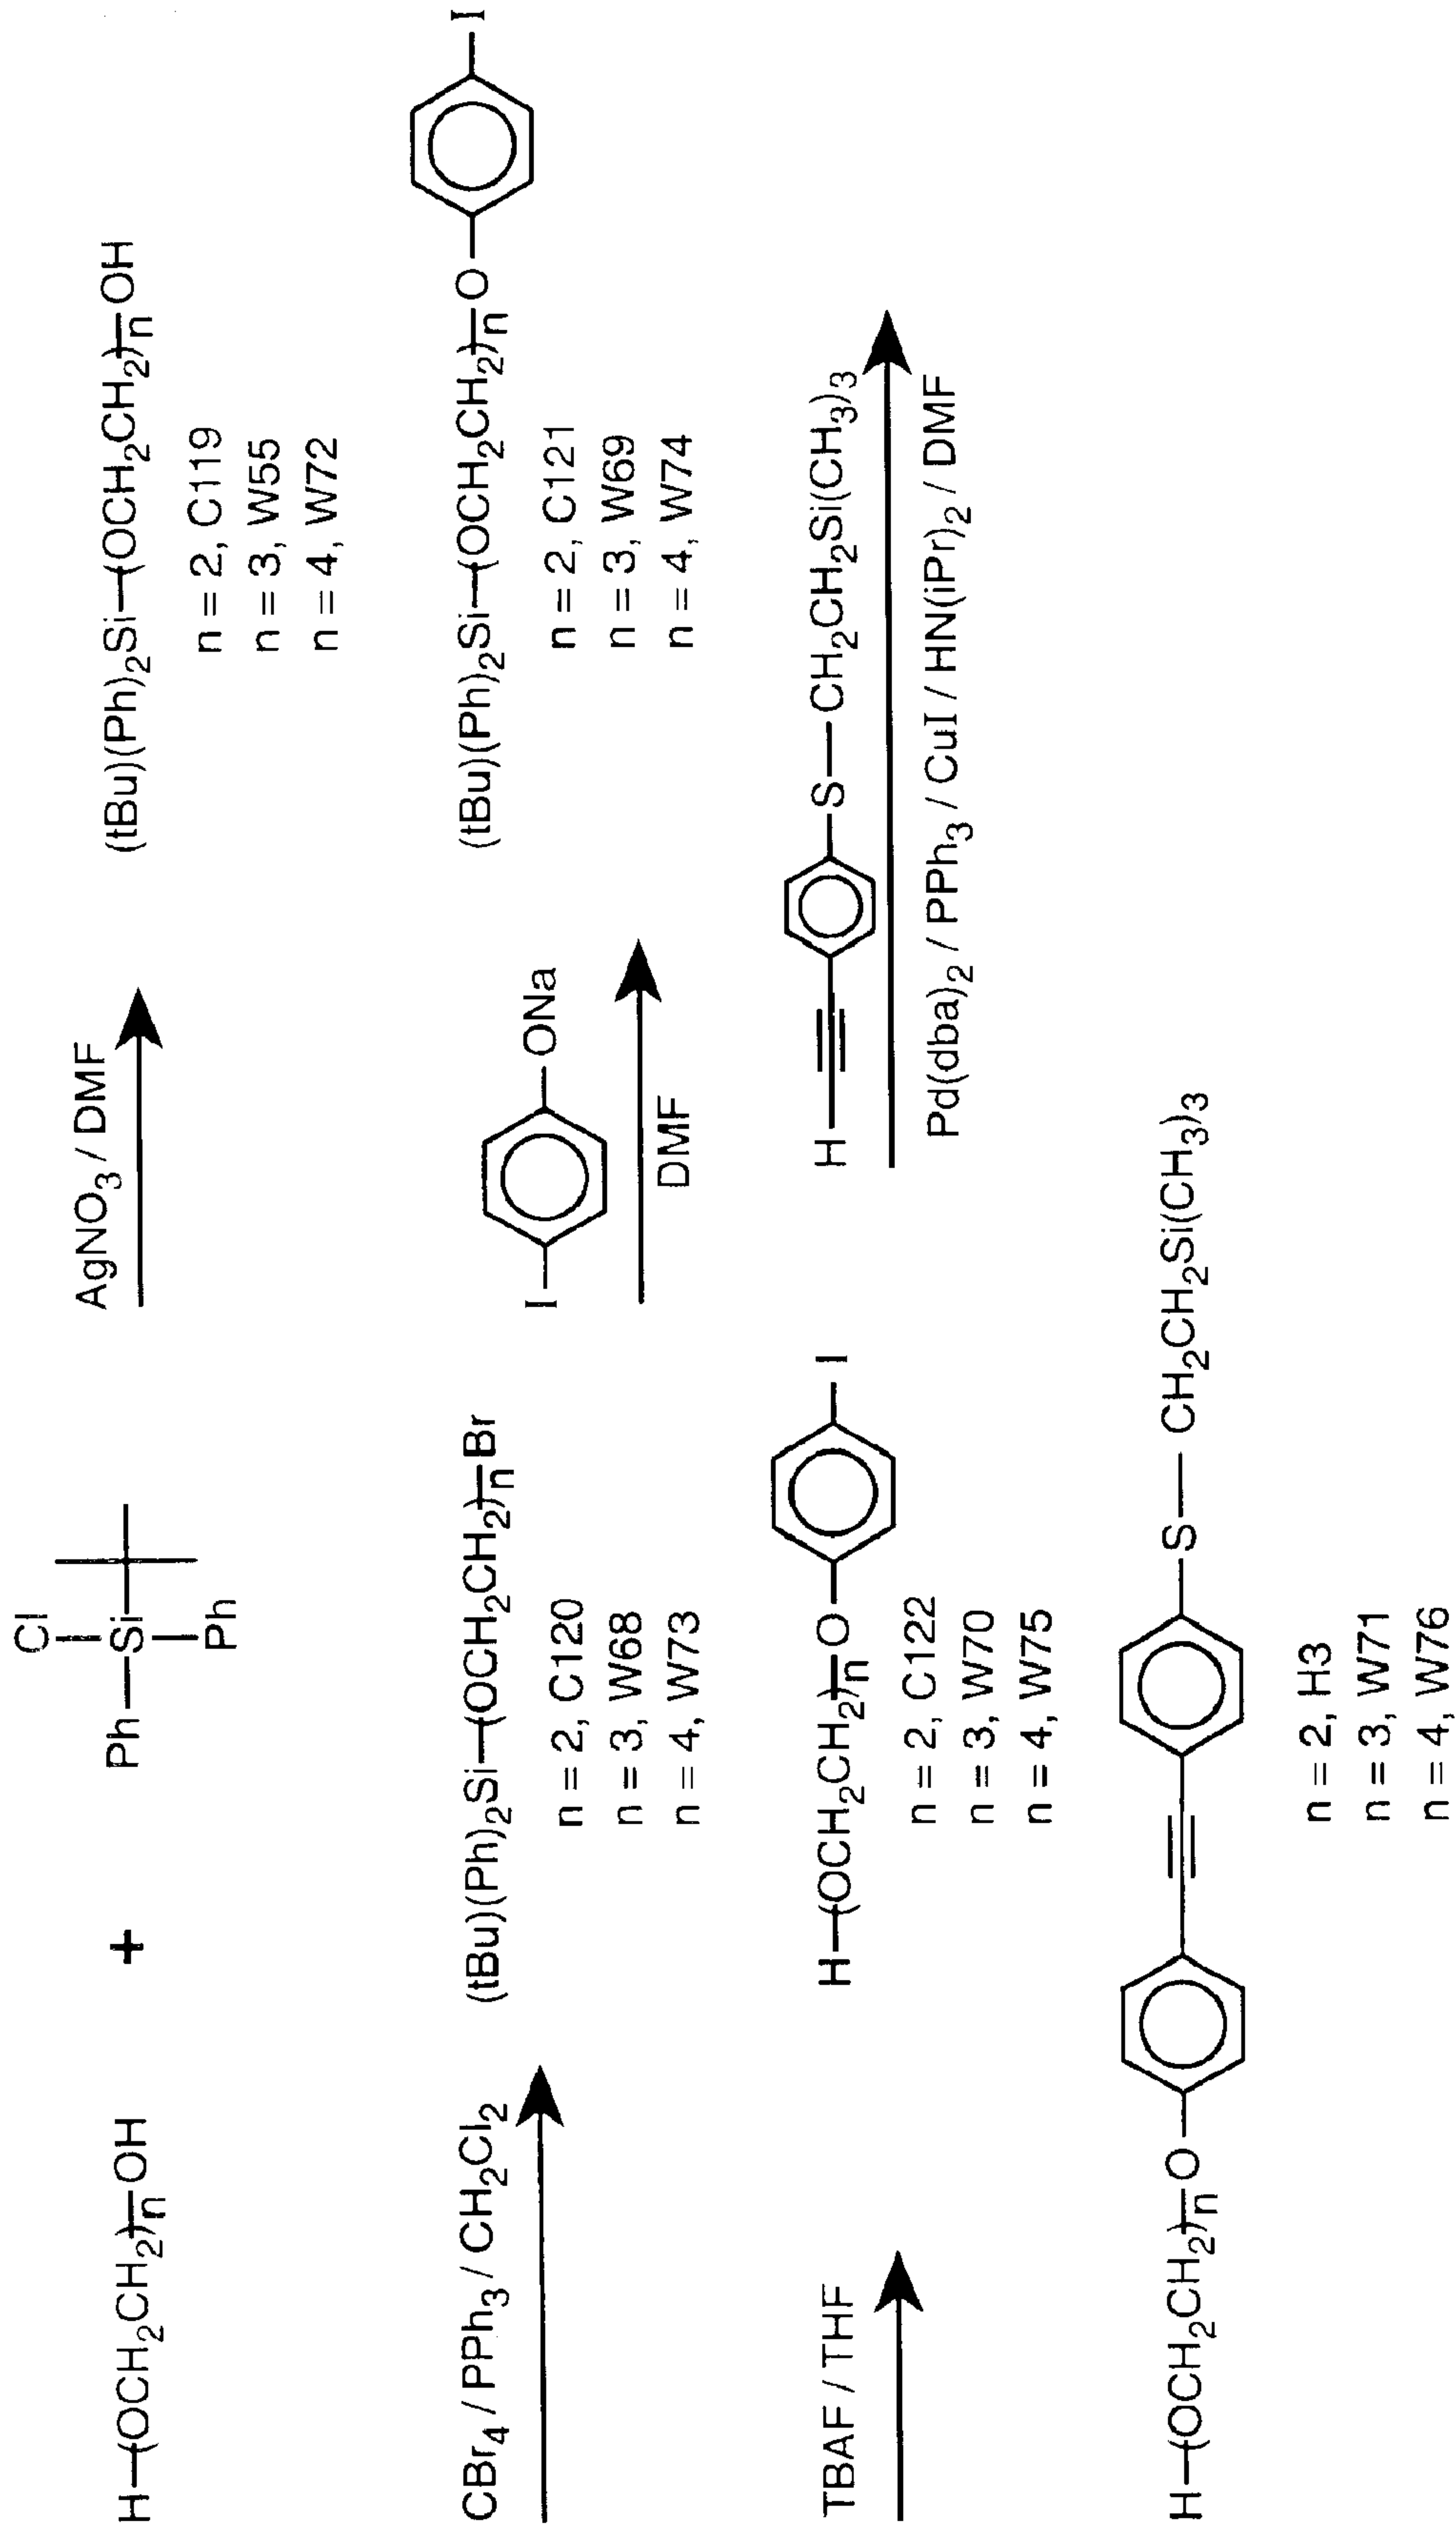 H—(OCH2CH2)n—OH
+
Cl
Ph—Si
Ph
AgNO3 / DMF
(tBu)(Ph)2Si—(OCH2CH2)n—OH
n = 2, C119
n = 3, W55
n = 4, W72
CBr4 / PPh3 / CH2Cl2
(tBu)(Ph)2Si—(OCH2CH2)n—Br
n = 2, C120
n = 3, W68
n = 4, W73
I
ONa
DMF
(tBu)(Ph)2Si—(OCH2CH2)n—O
I
n = 2, C121
n = 3, W69
n = 4, W74
TBAF / THF
H—(OCH2CH2)n—O
I
n = 2, C122
n = 3, W70
n = 4, W75
H
S—CH2CH2Si(CH3)3
Pd(dba)2 / PPh3 / CuI / HN(iPr)2 / DMF
H—(OCH2CH2)n—O
S—CH2CH2Si(CH3)3
n = 2, H3
n = 3, W71
n = 4, W76